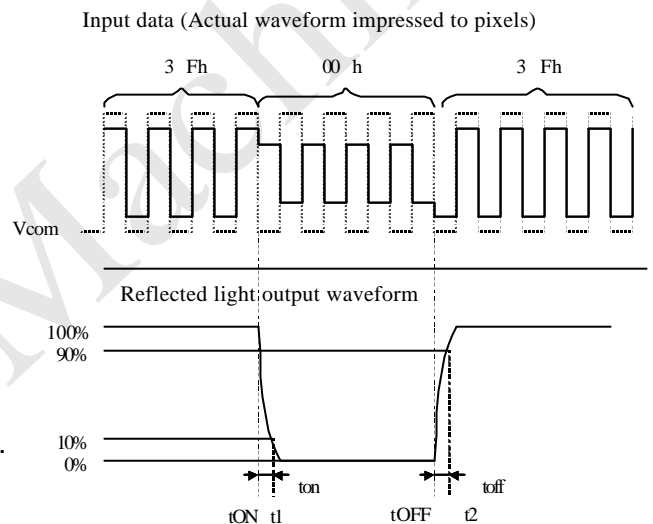 Input data (Actual waveform impressed to pixels)
3 Fh 00 h 3 Fh
Vcom
Reflected light output waveform
100%
90%
10%
0%
ton toff
tON t1 tOFF t2